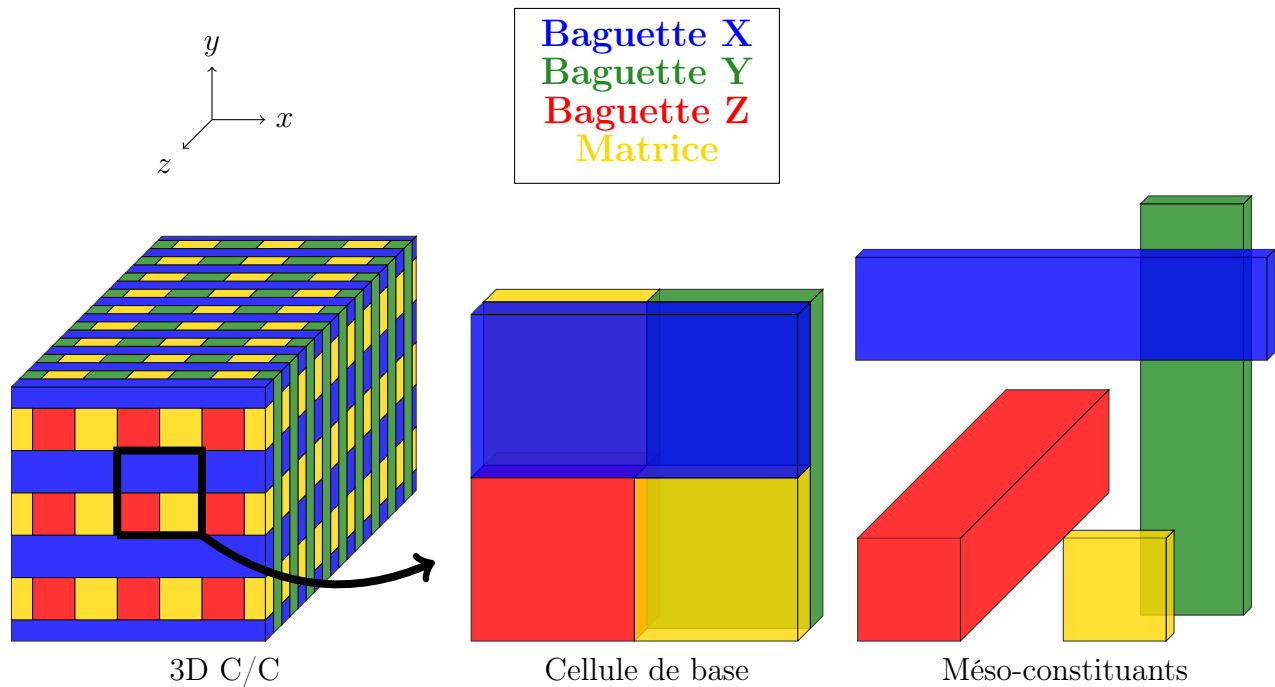 Baguette X
Baguette Y
Baguette Z
Matrice
y
x
z
3D C/C
Cellule de base
Méso-constituants